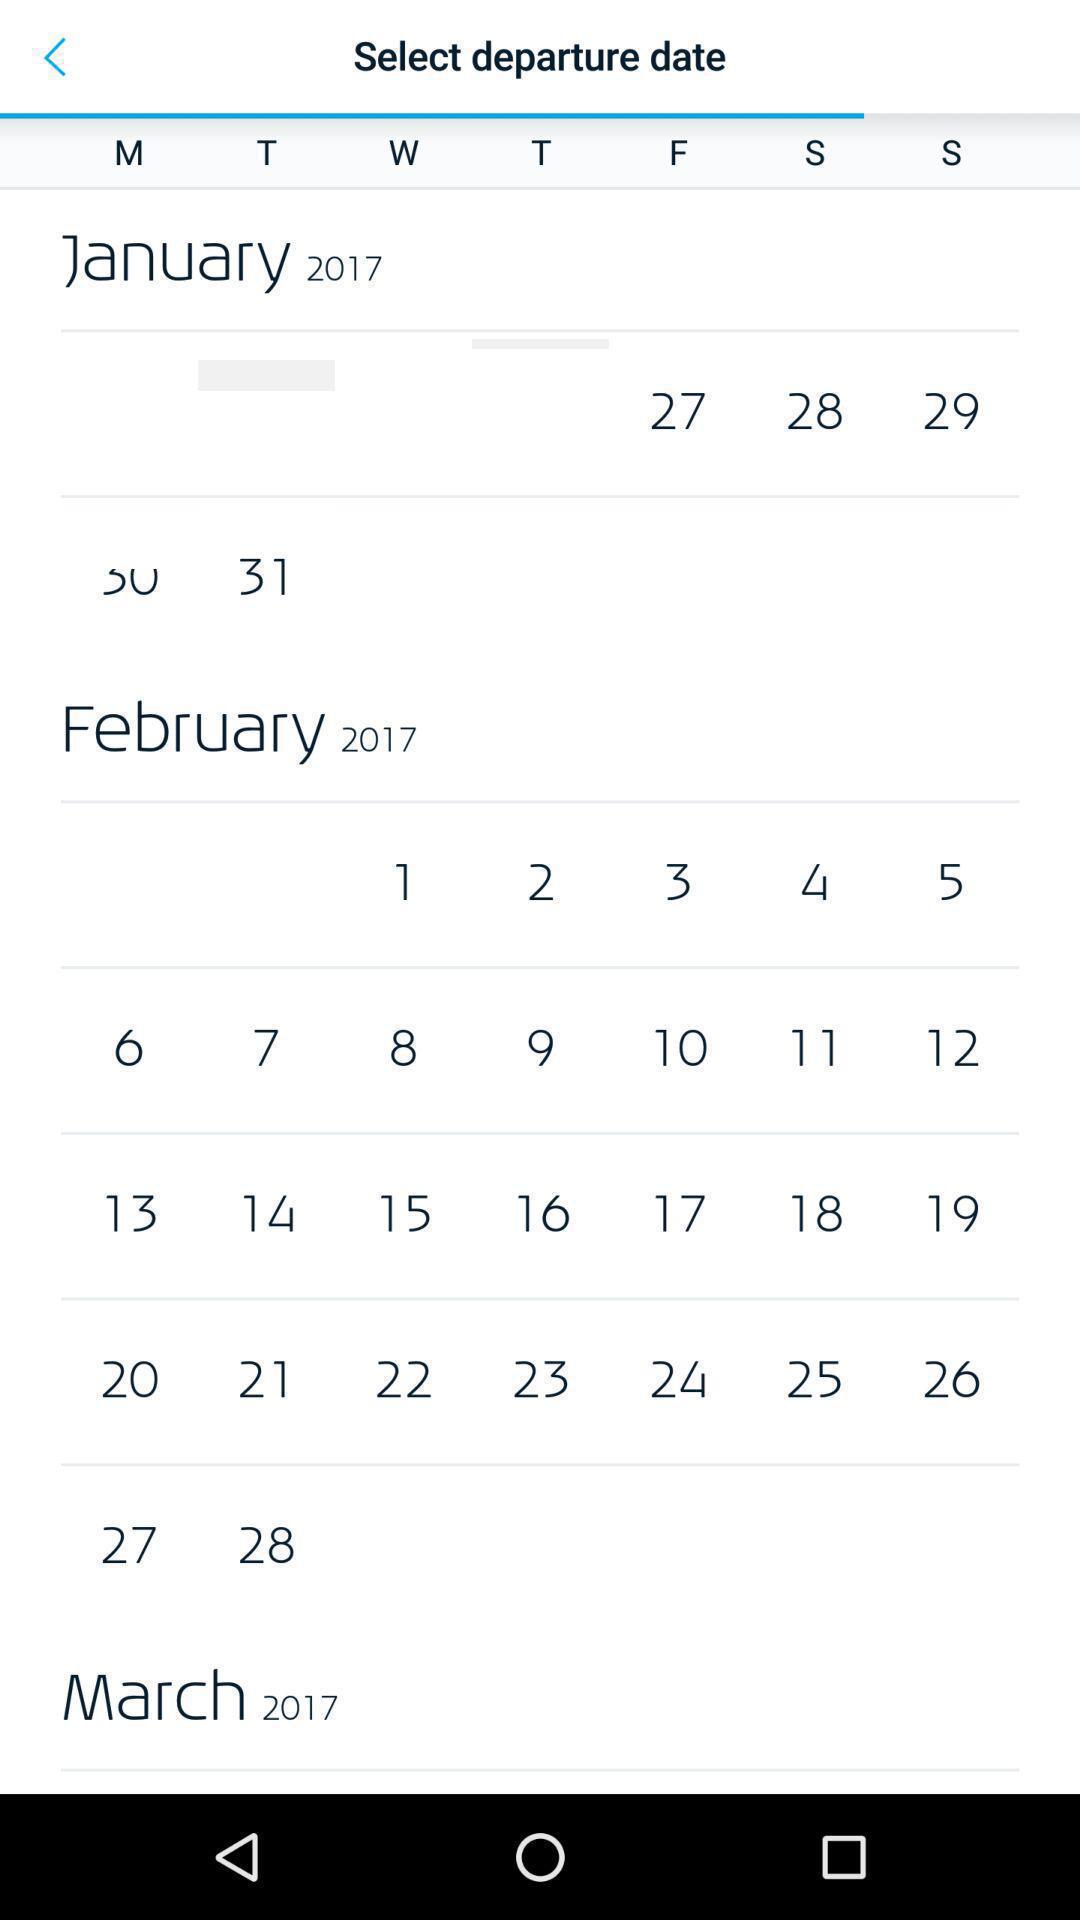 Select departure date
M T W T F S S
January 2017
27 28 29
30 31
February 2017
1 2 3 4 5
6 7 8 9 10 11 12
13 14 15 16 17 18 19
20 21 22 23 24 25 26
27 28
March 2017